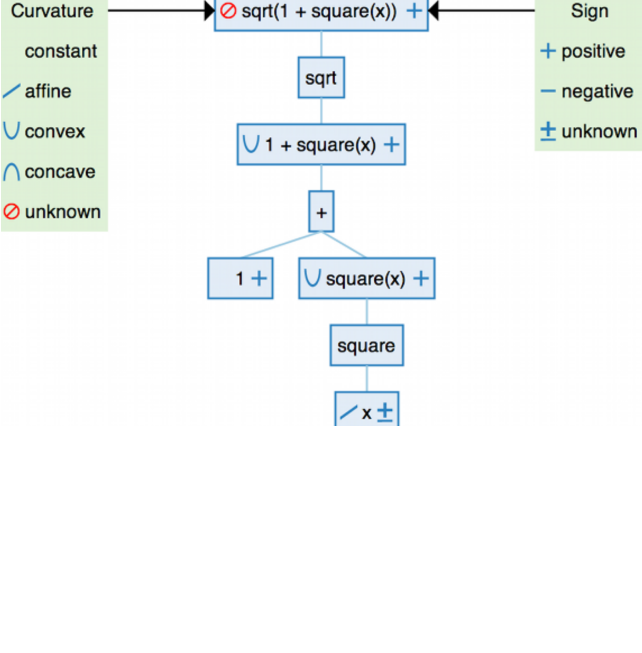 Curvature
constant
affine
convex
concave
unknown
sqrt(1 + square(x)) +
sqrt
1 + square(x) +
+
1 +
square(x) +
square
x ±
Sign
+ positive
− negative
± unknown